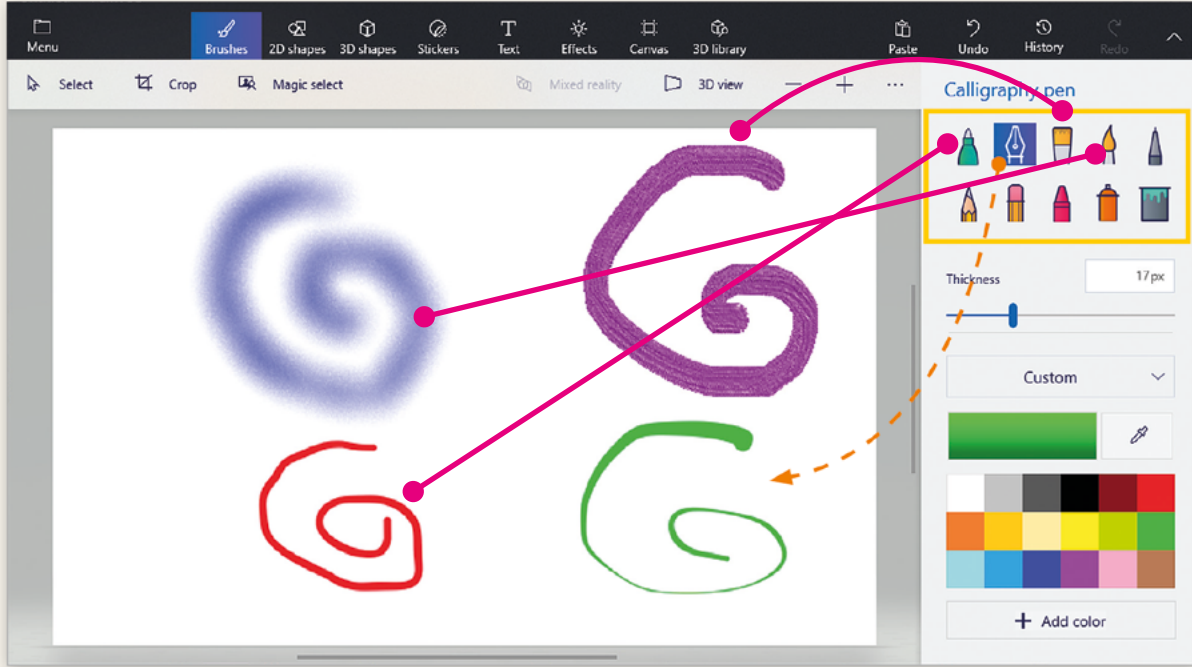 Menu
Brushes
2D shapes
3D shapes
Stickers
Text
Effects
Canvas
3D library
Paste
Undo
History
Redo
Select
Crop
Magic select
Mixed reality
3D view
Calligraphy pen
Thickness
17px
Custom
Add color